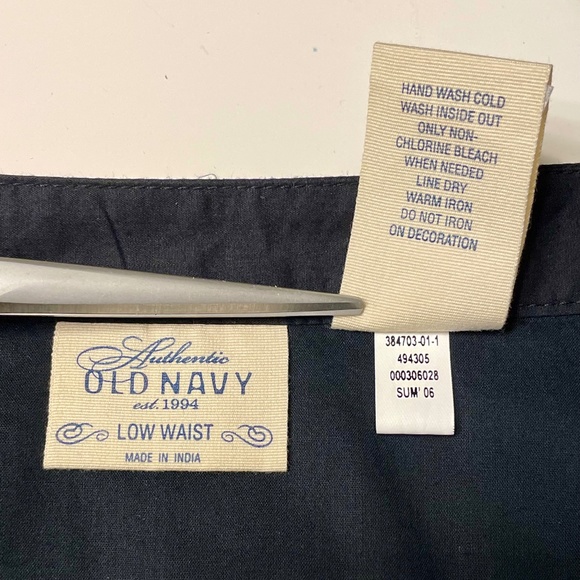 HAND WASH COLD
WASH INSIDE OUT
ONLY NON-
CHLORINE BLEACH
WHEN NEEDED
LINE DRY
WARM IRON
DO NOT IRON
ON DECORATION
384703-01-1
494305
000306028
SUM' 06
Authentic
OLD NAVY
est. 1994
LOW WAIST
MADE IN INDIA